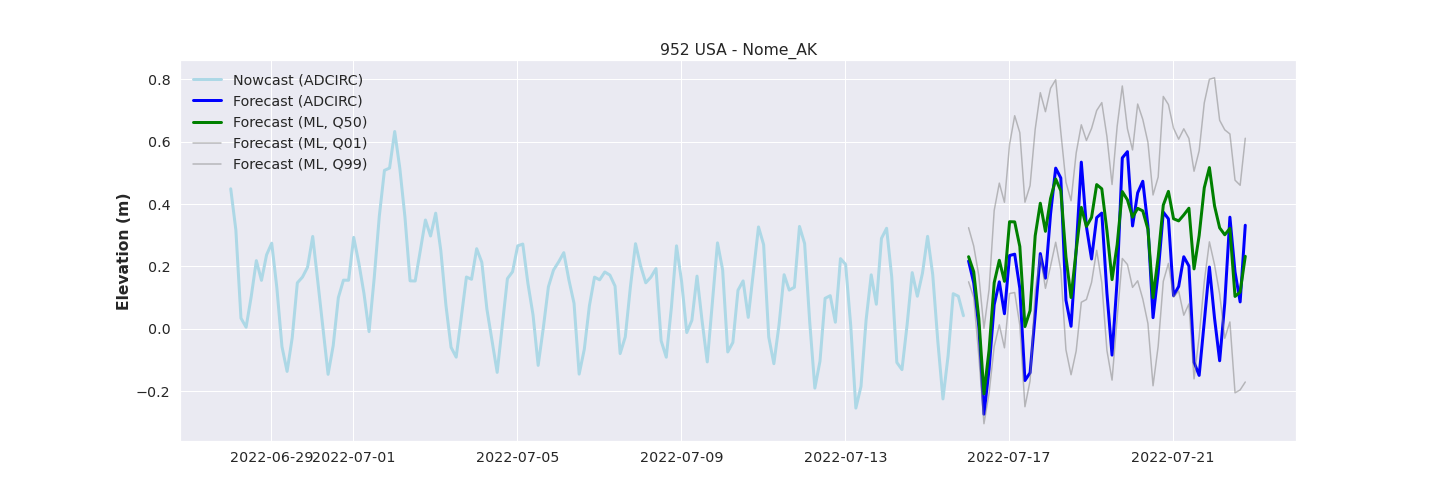 952 USA - Nome_AK
Nowcast (ADCIRC)
Forecast (ADCIRC)
Forecast (ML, Q50)
Forecast (ML, Q01)
Forecast (ML, Q99)
Elevation (m)
0.8
0.6
0.4
0.2
0.0
−0.2
2022-06-29
2022-07-01
2022-07-05
2022-07-09
2022-07-13
2022-07-17
2022-07-21